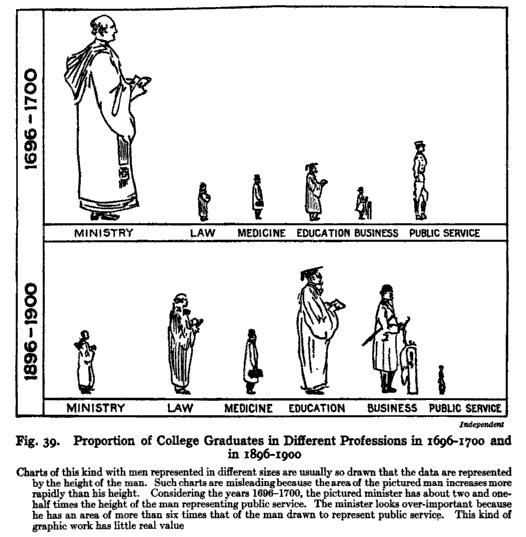 1696–1700
MINISTRY LAW MEDICINE EDUCATION BUSINESS PUBLIC SERVICE
1896–1900
MINISTRY LAW MEDICINE EDUCATION BUSINESS PUBLIC SERVICE
Independent
Fig. 39. Proportion of College Graduates in Different Professions in 1696-1700 and
in 1896-1900
Charts of this kind with men represented in different sizes are usually so drawn that the data are represented
by the height of the man. Such charts are misleading because the area of the pictured man increases more
rapidly than his height. Considering the years 1696-1700, the pictured minister has about two and one-
half times the height of the man representing public service. The minister looks over-important because
he has an area of more than six times that of the man drawn to represent public service. This kind of
graphic work has little real value